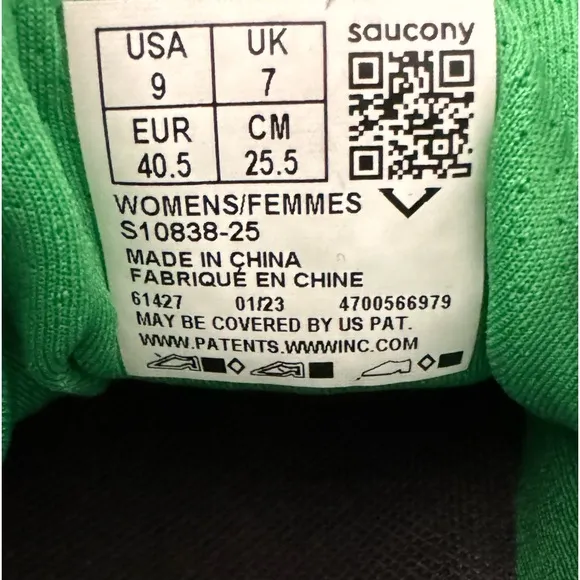 saucony
USA UK
9 7
EUR CM
40.5 25.5
WOMENS/FEMMES
S10838-25
MADE IN CHINA
FABRIQUÉ EN CHINE
61427 01/23 4700566979
MAY BE COVERED BY US PAT.
WWW.PATENTS.WWWINC.COM